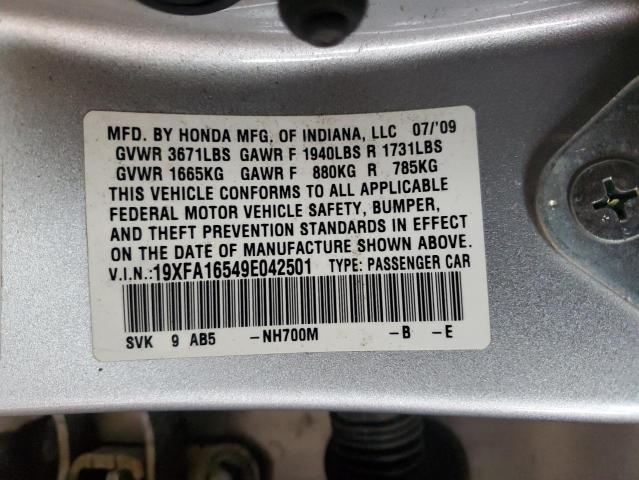 MFD. BY HONDA MFG. OF INDIANA, LLC 07/'09
GVWR 3671LBS GAWR F 1940LBS R 1731LBS
GVWR 1665KG GAWR F 880KG R 785KG
THIS VEHICLE CONFORMS TO ALL APPLICABLE
FEDERAL MOTOR VEHICLE SAFETY, BUMPER,
AND THEFT PREVENTION STANDARDS IN EFFECT
ON THE DATE OF MANUFACTURE SHOWN ABOVE.
V.I.N.:19XFA16549E042501 TYPE: PASSENGER CAR
SVK 9 AB5 -NH700M -B -E